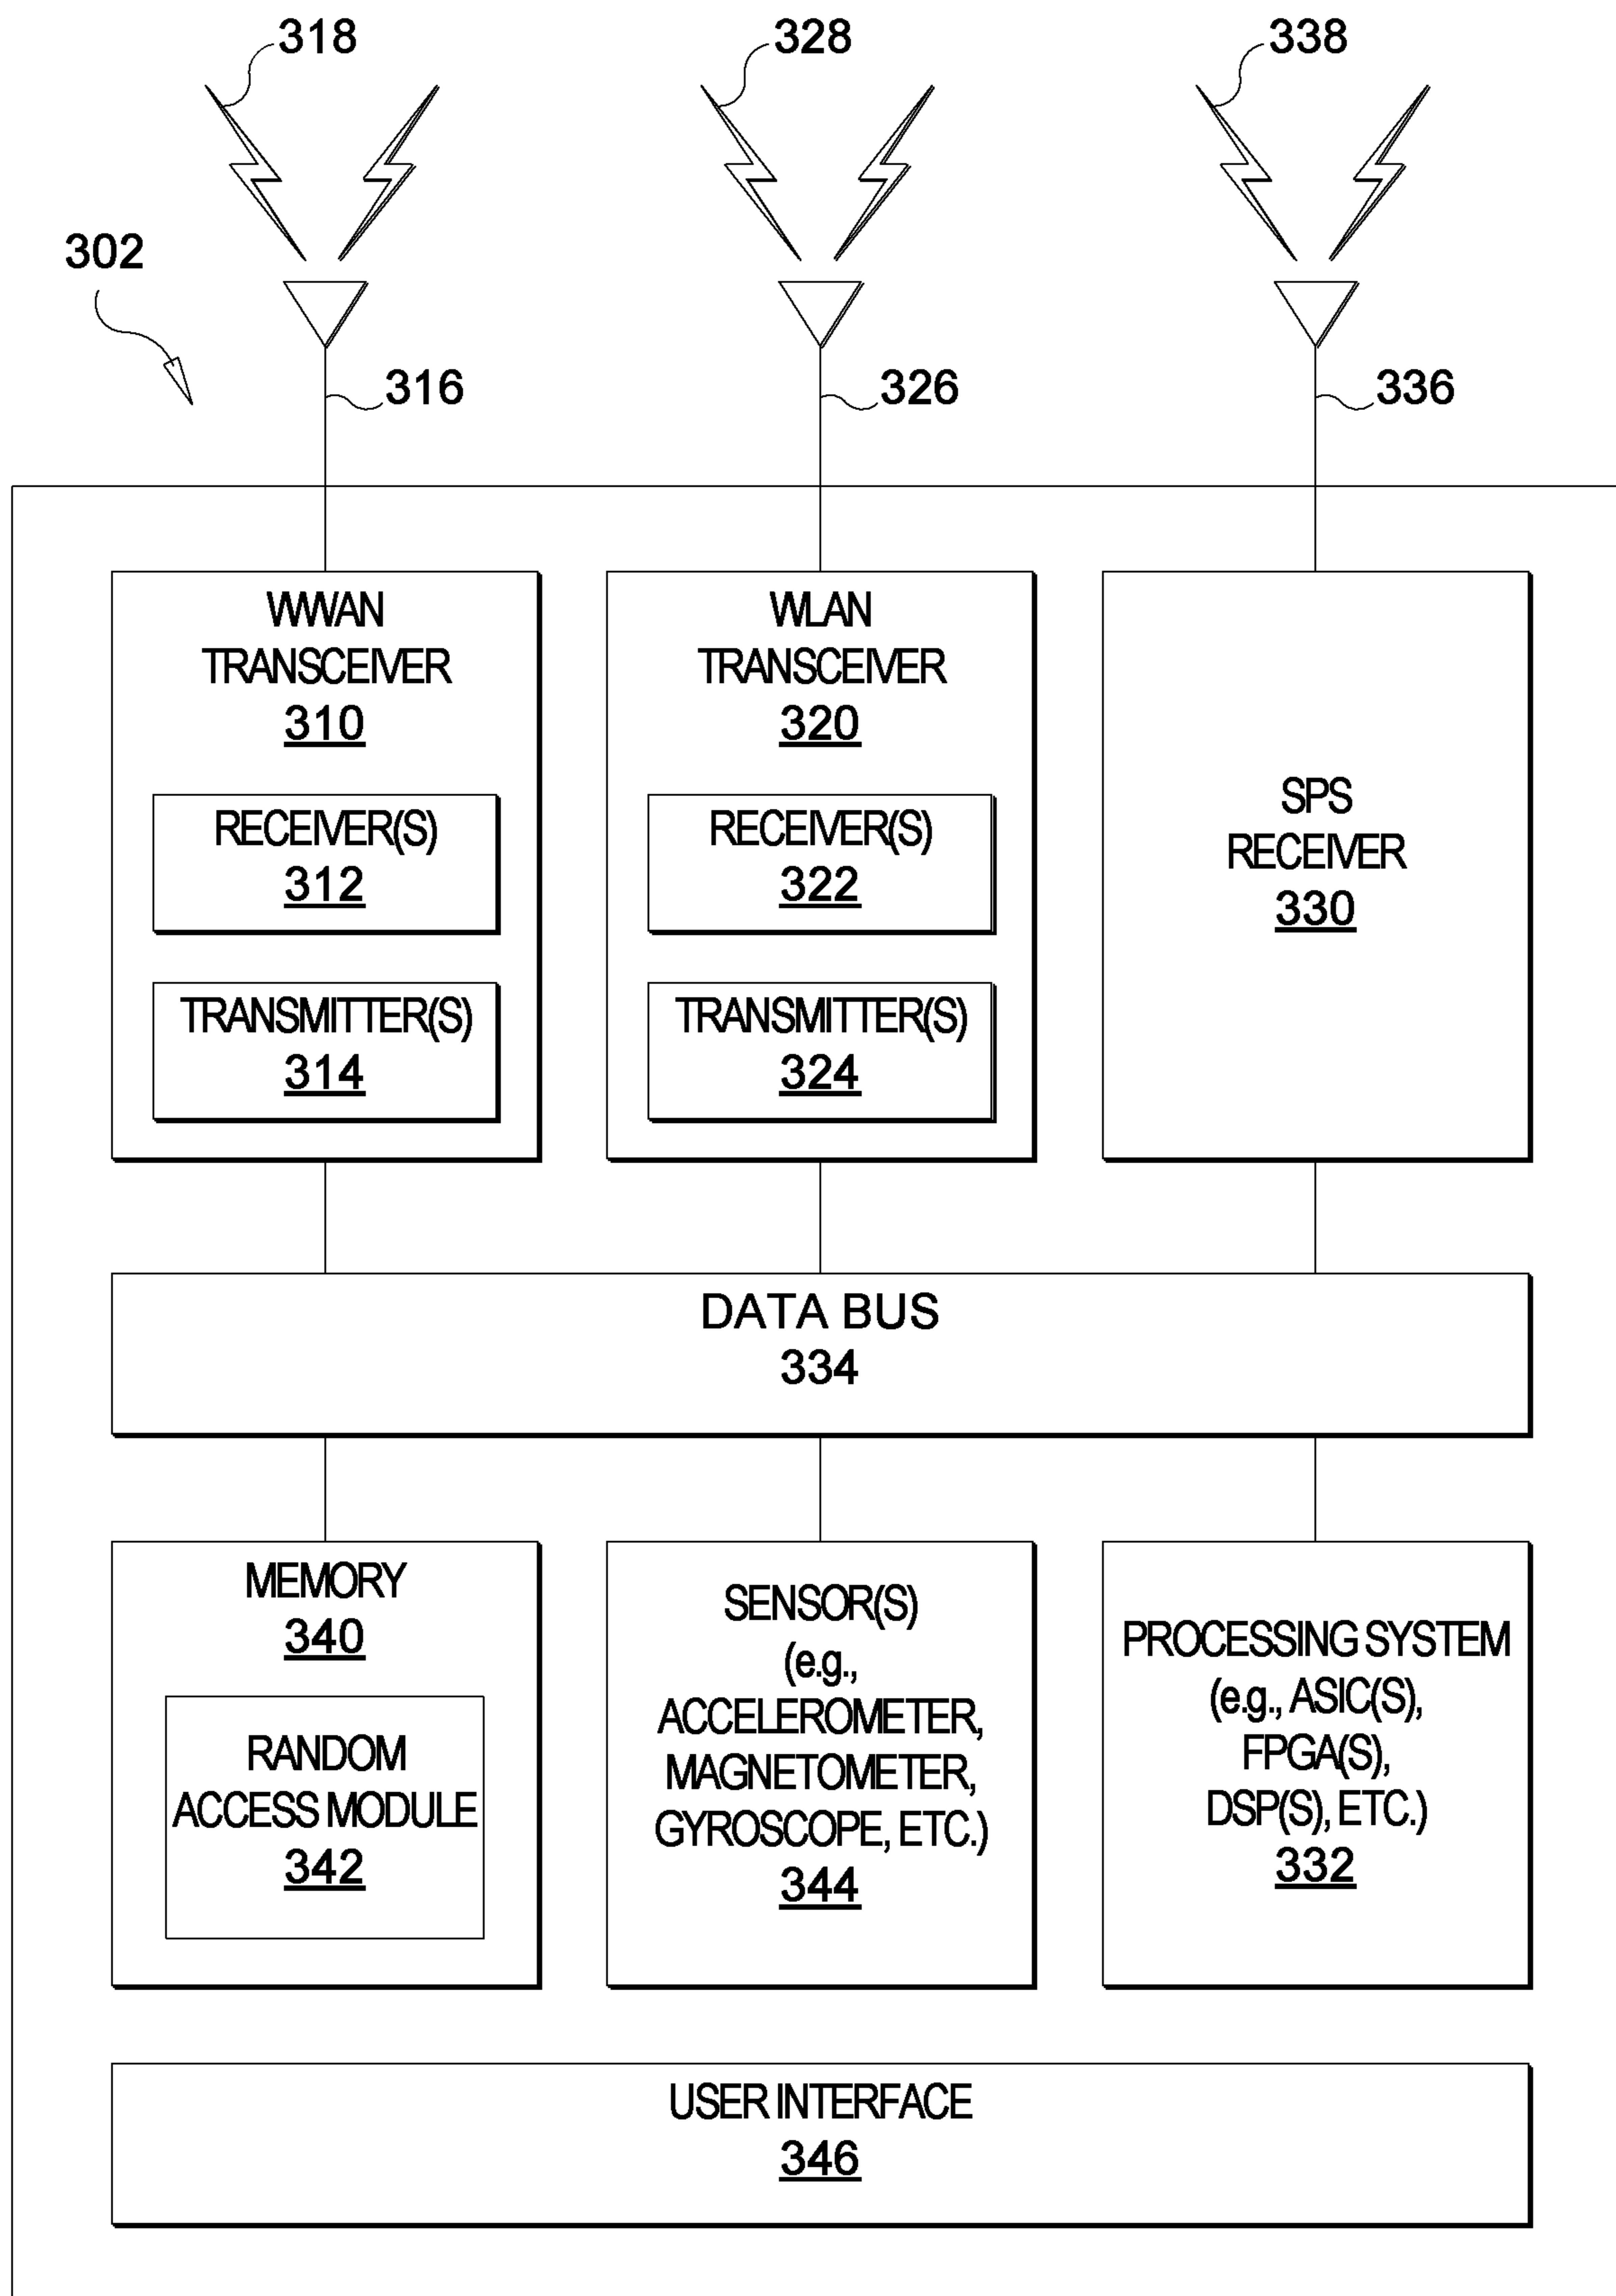 318
328
338
302
316
326
336
WWAN
TRANSCEIVER
310
RECEIVER(S)
312
TRANSMITTER(S)
314
WLAN
TRANSCEIVER
320
RECEIVER(S)
322
TRANSMITTER(S)
324
SPS
RECEIVER
330
DATA BUS
334
MEMORY
340
RANDOM
ACCESS MODULE
342
SENSOR(S)
(e.g.,
ACCELEROMETER,
MAGNETOMETER,
GYROSCOPE, ETC.)
344
PROCESSING SYSTEM
(e.g., ASIC(S),
FPGA(S),
DSP(S), ETC.)
332
USER INTERFACE
346